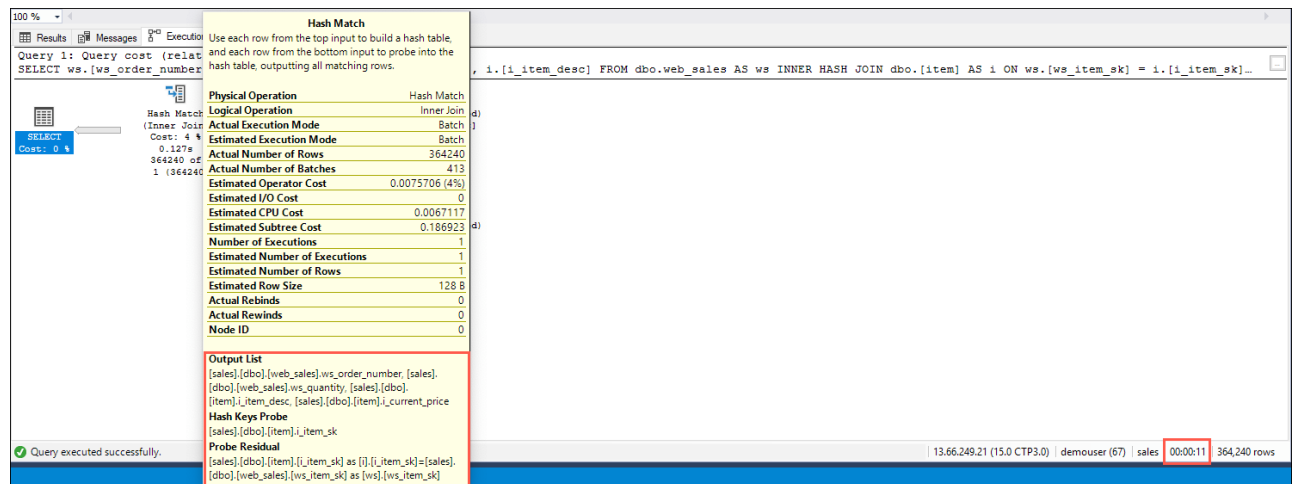 100 %
Results Messages Execution
Query 1: Query cost (relat
SELECT ws.[ws_order_number , i.[i_item_desc] FROM dbo.web_sales AS ws INNER HASH JOIN dbo.[item] AS i ON ws.[ws_item_sk] = i.[i_item_sk]… ...
SELECT
Cost: 0 %
Hash Match
(Inner Join
Cost: 4 %
0.127s
364240 of
1 (364240
d)
]
d)
Hash Match
Use each row from the top input to build a hash table,
and each row from the bottom input to probe into the
hash table, outputting all matching rows.
Physical Operation Hash Match
Logical Operation Inner Join
Actual Execution Mode Batch
Estimated Execution Mode Batch
Actual Number of Rows 364240
Actual Number of Batches 413
Estimated Operator Cost 0.0075706 (4%)
Estimated I/O Cost 0
Estimated CPU Cost 0.0067117
Estimated Subtree Cost 0.186923
Number of Executions 1
Estimated Number of Executions 1
Estimated Number of Rows 1
Estimated Row Size 128 B
Actual Rebinds 0
Actual Rewinds 0
Node ID 0
Output List
[sales].[dbo].[web_sales].ws_order_number, [sales].
[dbo].[web_sales].ws_quantity, [sales].[dbo].
[item].i_item_desc, [sales].[dbo].[item].i_current_price
Hash Keys Probe
[sales].[dbo].[item].i_item_sk
Probe Residual
[sales].[dbo].[item].[i_item_sk] as [i].[i_item_sk]=[sales].
[dbo].[web_sales].[ws_item_sk] as [ws].[ws_item_sk]
Query executed successfully. 13.66.249.21 (15.0 CTP3.0) demouser (67) sales 00:00:11 364,240 rows